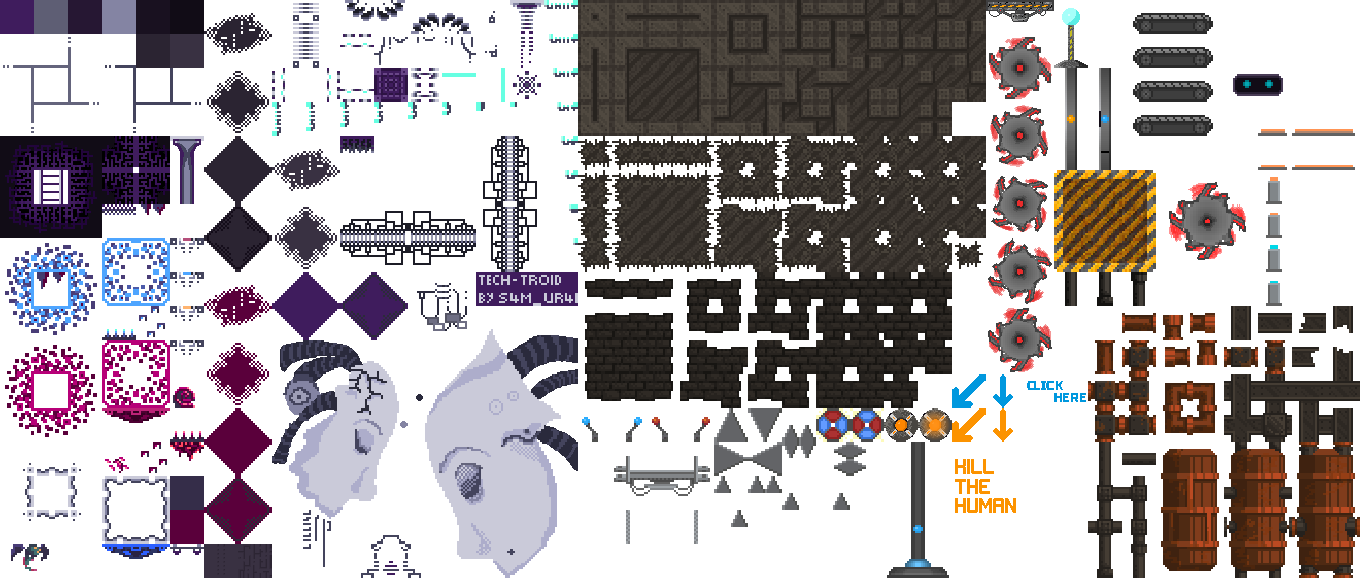 TECH-TROID
BY S4M_UR4I
CLICK
HERE
HILL
THE
HUMAN